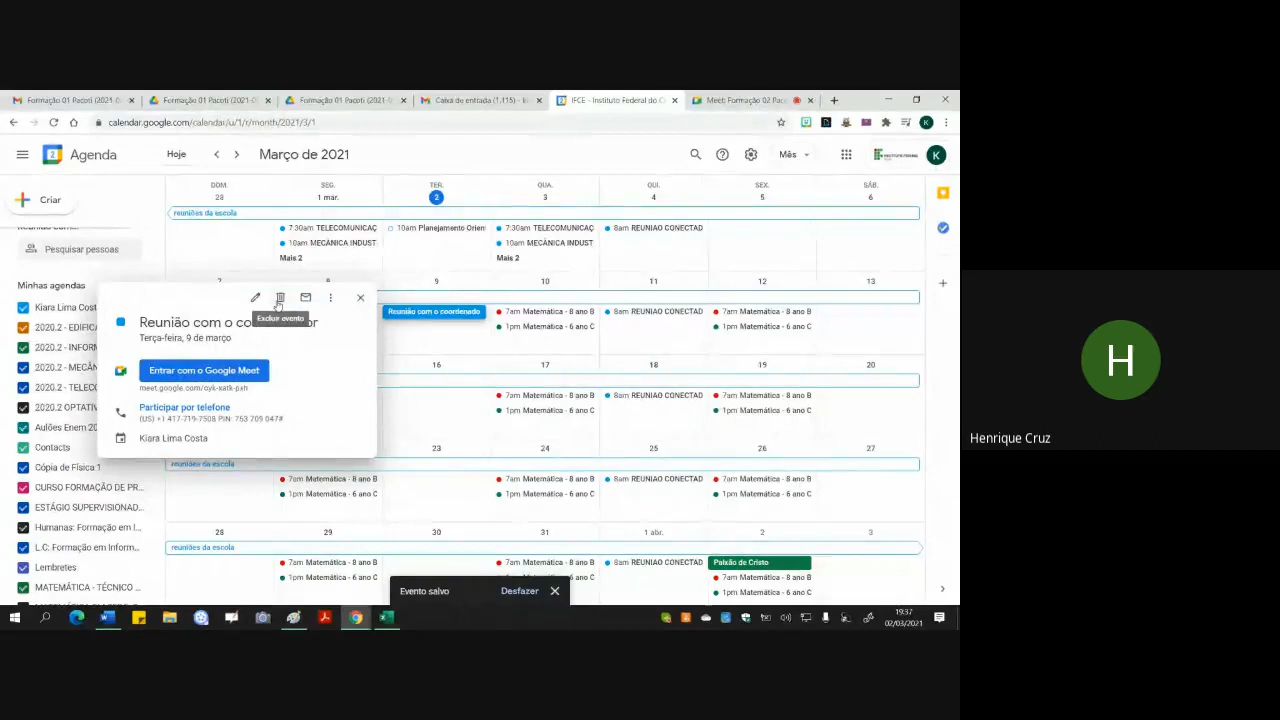 Formação 01 Pacoti (2021-0
Formação 01 Pacoti (2021-0
Formação 01 Pacoti (2021-0
Caixa de entrada (1.115) - ki
IFCE - Instituto Federal do C
Meet: Formação 02 Pac
calendar.google.com/calendar/u/1/r/month/2021/3/1
K
Agenda
Hoje
Março de 2021
Mês
K
Criar
Pesquisar pessoas
Minhas agendas
Kiara Lima Cost
2020.2 - EDIFICA
2020.2 - INFORM
2020.2 - MECÂN
2020.2 - TELECO
2020.2 OPTATIV
Aulões Enem 20
Contacts
Cópia de Física 1
CURSO FORMAÇÃO DE PR...
ESTÁGIO SUPERVISIONAD...
Humanas: Formação em I...
L.C: Formação em Inform...
Lembretes
MATEMÁTICA - TÉCNICO ...
DOM. SEG. TER. QUA. QUI. SEX. SÁB.
28 1 mar. 2 3 4 5 6
reuniões da escola
7:30am TELECOMUNICAÇ
10am MECÂNICA INDUST
Mais 2
10am Planejamento Orien
7:30am TELECOMUNICAÇ
10am MECÂNICA INDUST
Mais 2
8am REUNIAO CONECTAD
7 9 10 11 12 13
Reunião com o coordenado
7am Matemática - 8 ano B
1pm Matemática - 6 ano C
8am REUNIAO CONECTAD
7am Matemática - 8 ano B
1pm Matemática - 6 ano C
Excluir evento
Reunião com o co
Terça-feira, 9 de março
Entrar com o Google Meet
meet.google.com/oyk-xatk-pxh
Participar por telefone
(US) +1 417-719-7508 PIN: 753 709 047#
Kiara Lima Costa
16 17 18 19 20
7am Matemática - 8 ano B
1pm Matemática - 6 ano C
8am REUNIAO CONECTAD
7am Matemática - 8 ano B
1pm Matemática - 6 ano C
23 24 25 26 27
reuniões da escola
7am Matemática - 8 ano B
1pm Matemática - 6 ano C
7am Matemática - 8 ano B
1pm Matemática - 6 ano C
8am REUNIAO CONECTAD
7am Matemática - 8 ano B
1pm Matemática - 6 ano C
28 29 30 31 1 abr. 2 3
reuniões da escola
7am Matemática - 8 ano B
1pm Matemática - 6 ano C
7am Matemática - 8 ano B
1pm Matemática - 6 ano C
8am REUNIAO CONECTAD
Paixão de Cristo
7am Matemática - 8 ano B
1pm Matemática - 6 ano C
Evento salvo Desfazer
19:37
02/03/2021
H
Henrique Cruz